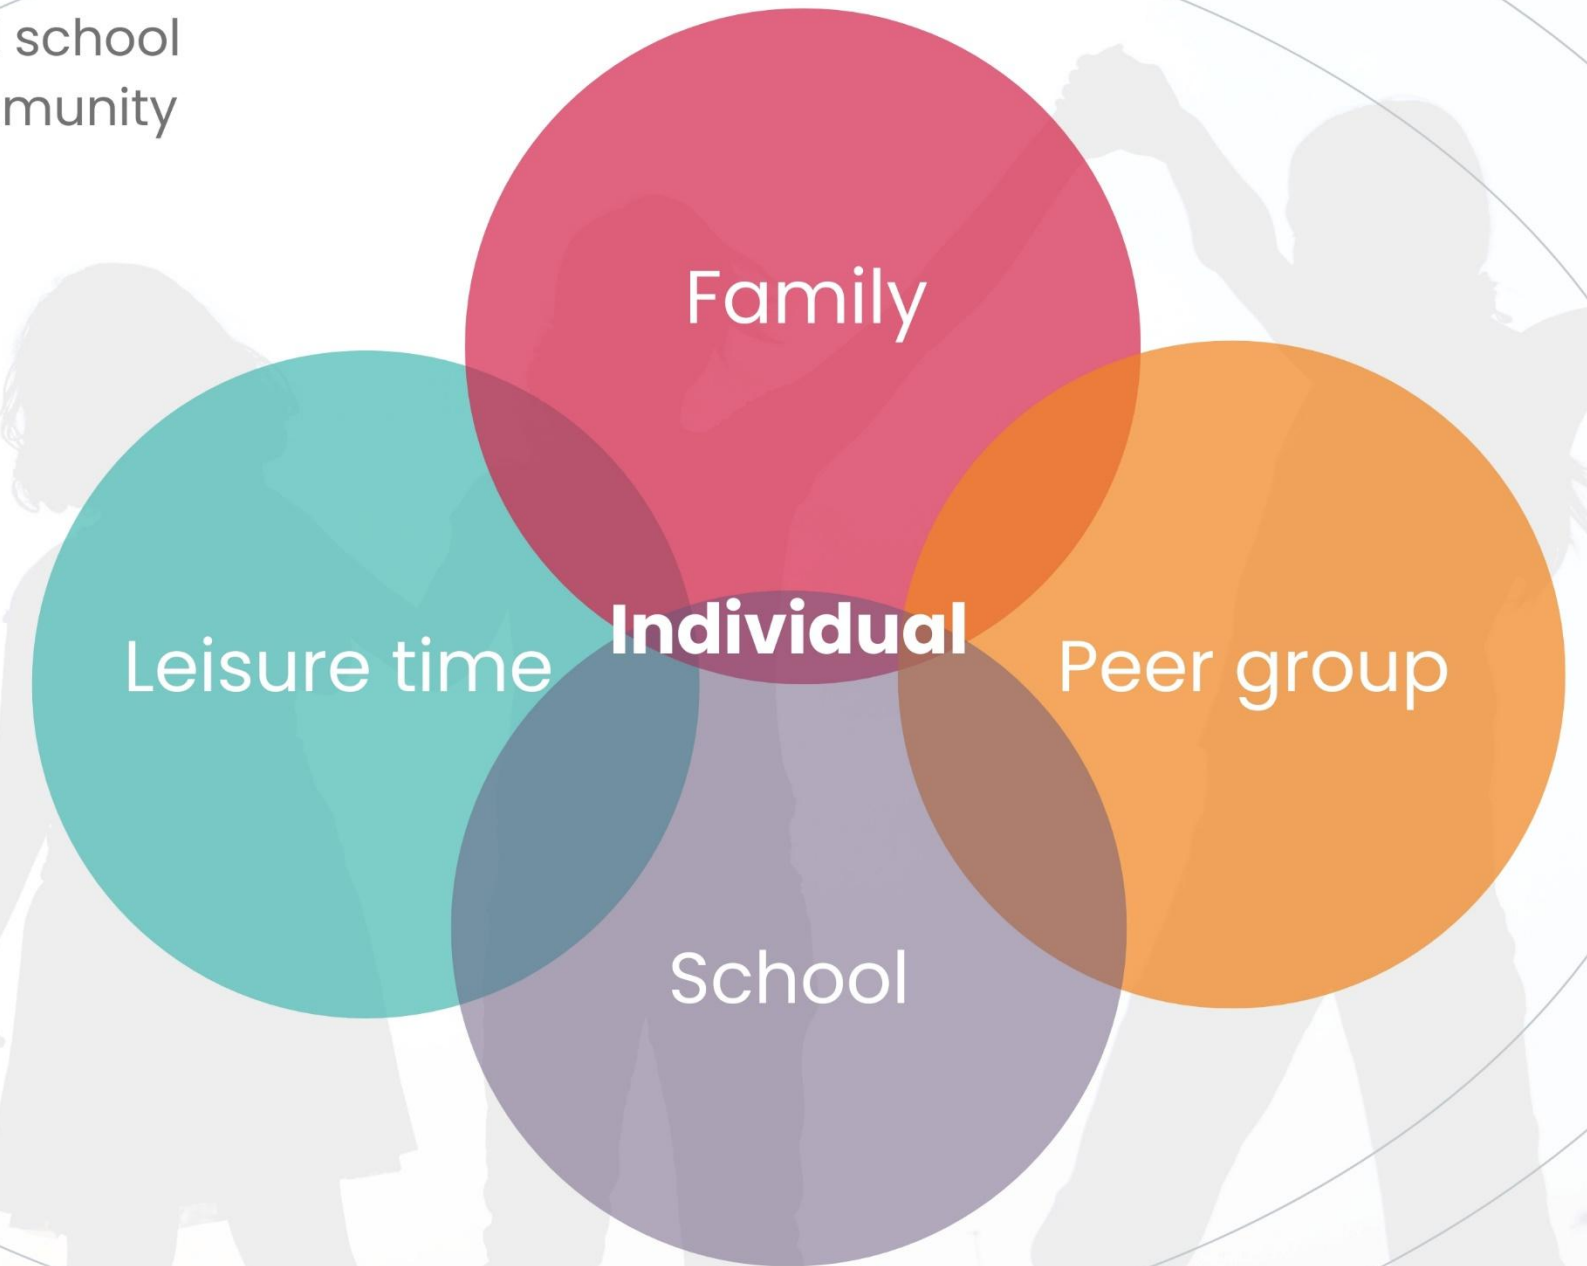 school
munity
Family
Individual
Leisure time
Peer group
School